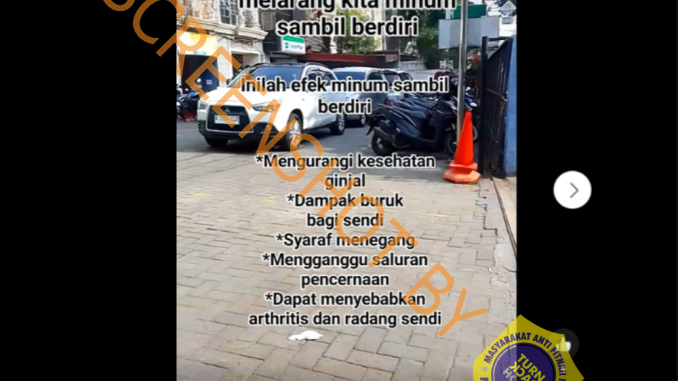 melarang kita minum
sambil berdiri
Inilah efek minum sambil
berdiri
*Mengurangi kesehatan
ginjal
*Dampak buruk
bagi sendi
*Syaraf menegang
*Mengganggu saluran
pencernaan
*Dapat menyebabkan
arthritis dan radang sendi
SCREENSHOT BY
MASYARAKAT ANTI FITNAH
TURN
BACK